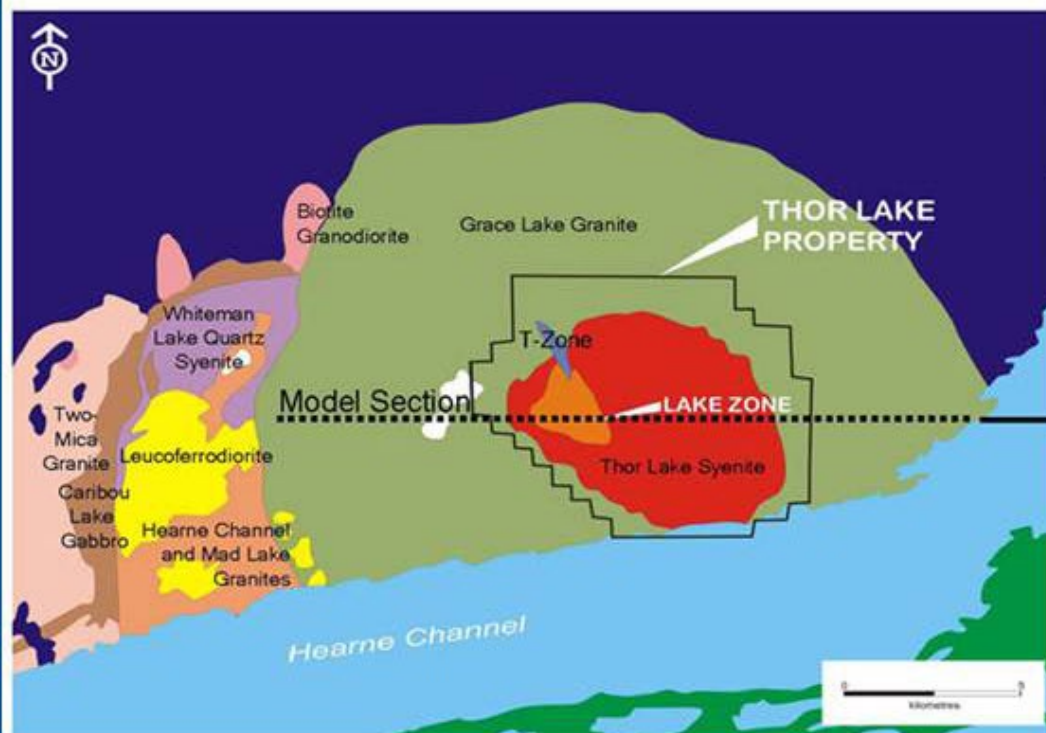 N
Biotite
Granodiorite
Grace Lake Granite
THOR LAKE
PROPERTY
Whiteman
Lake Quartz
Syenite
T-Zone
Model Section
LAKE ZONE
Two-
Mica
Granite
Leucoferrodiorite
Thor Lake Syenite
Caribou
Lake
Gabbro
Hearne Channel
and Mad Lake
Granites
Hearne Channel
0 5
kilometres